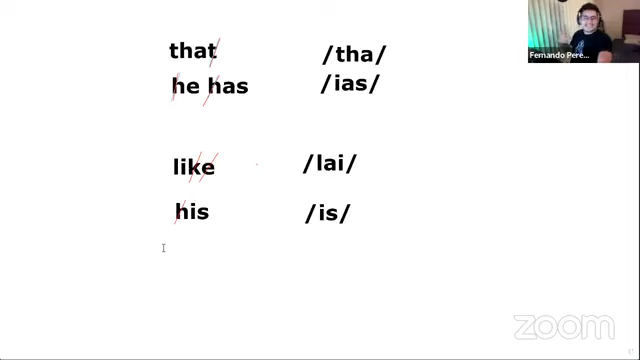 that /tha/
he has /ias/
like /lai/
his /is/
Fernando Pere...
zoom